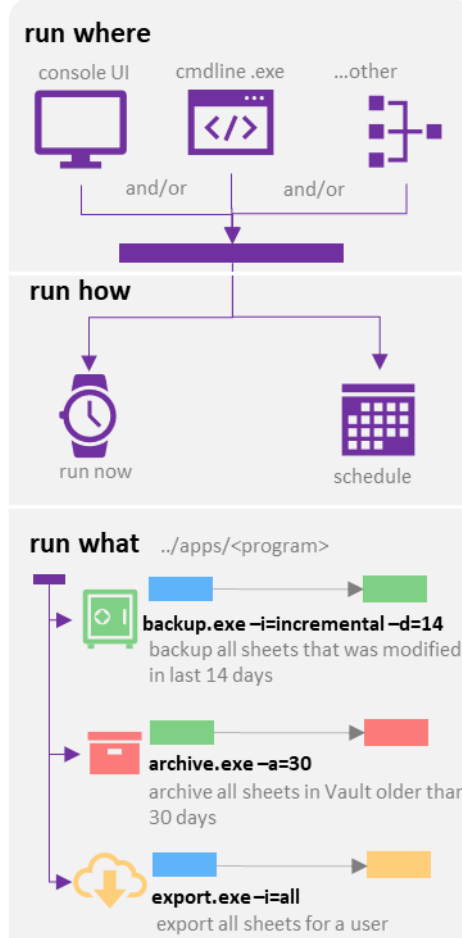 run where
console UI
cmdline .exe
...other
and/or
and/or
run how
run now
schedule
run what ../apps/<program>
backup.exe –i=incremental –d=14
backup all sheets that was modified
in last 14 days
archive.exe –a=30
archive all sheets in Vault older than
30 days
export.exe –i=all
export all sheets for a user